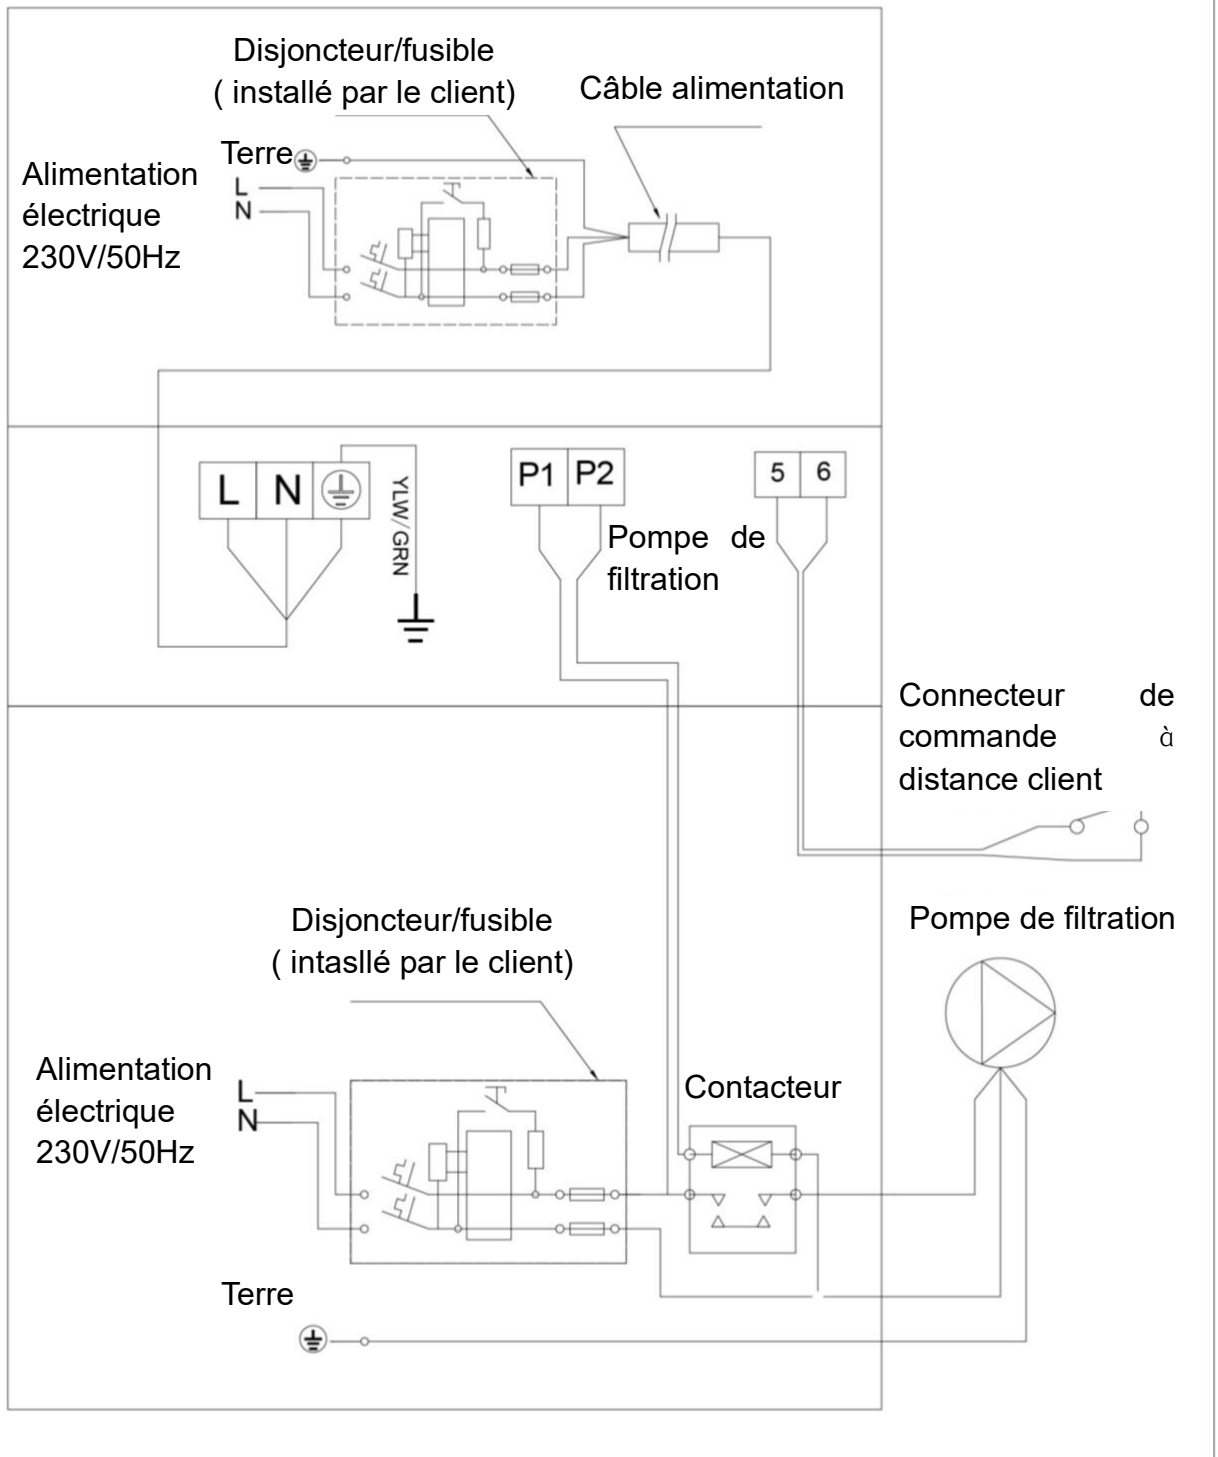 Disjoncteur/fusible
( installé par le client)
Câble alimentation
Terre
Alimentation
électrique
230V/50Hz
L
N
L N
YLW/GRN
P1 P2
5 6
Pompe de
filtration
Connecteur de
commande à
distance client
Disjoncteur/fusible
( intasllé par le client)
Pompe de filtration
Alimentation
électrique
230V/50Hz
L
N
Contacteur
Terre